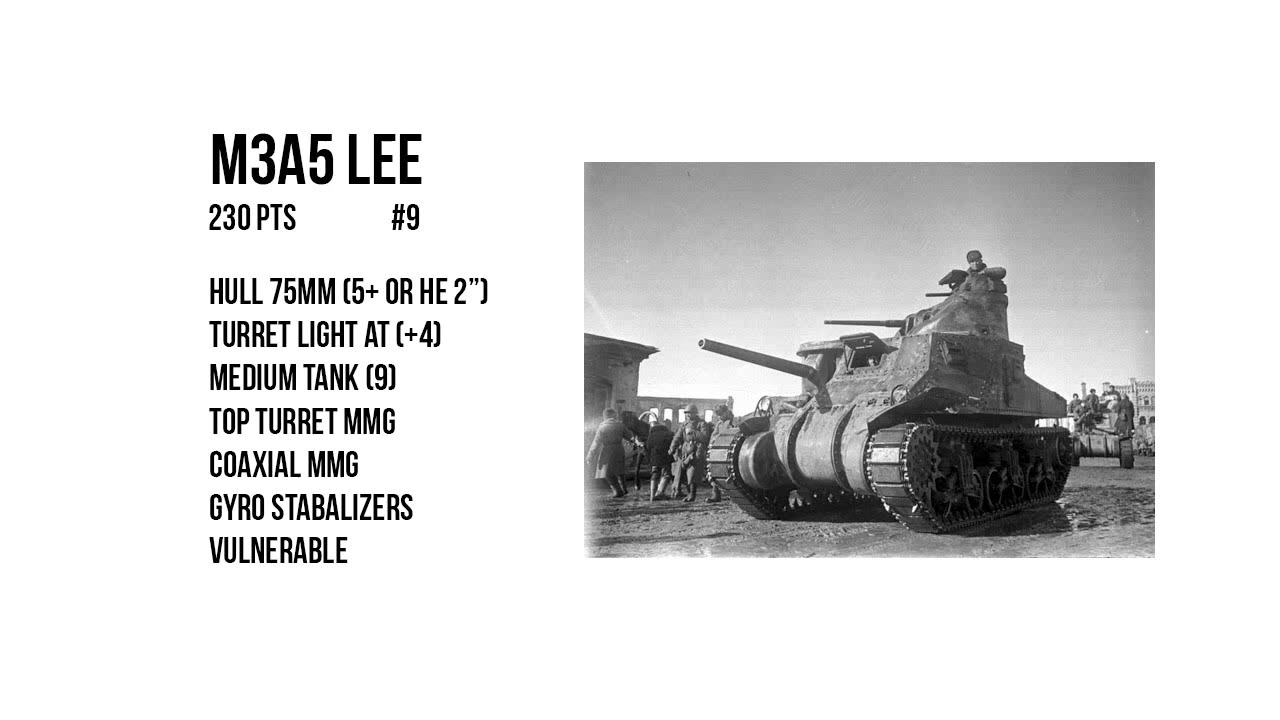 M3A5 LEE
230 PTS #9
HULL 75MM (5+ OR HE 2”)
TURRET LIGHT AT (+4)
MEDIUM TANK (9)
TOP TURRET MMG
COAXIAL MMG
GYRO STABALIZERS
VULNERABLE